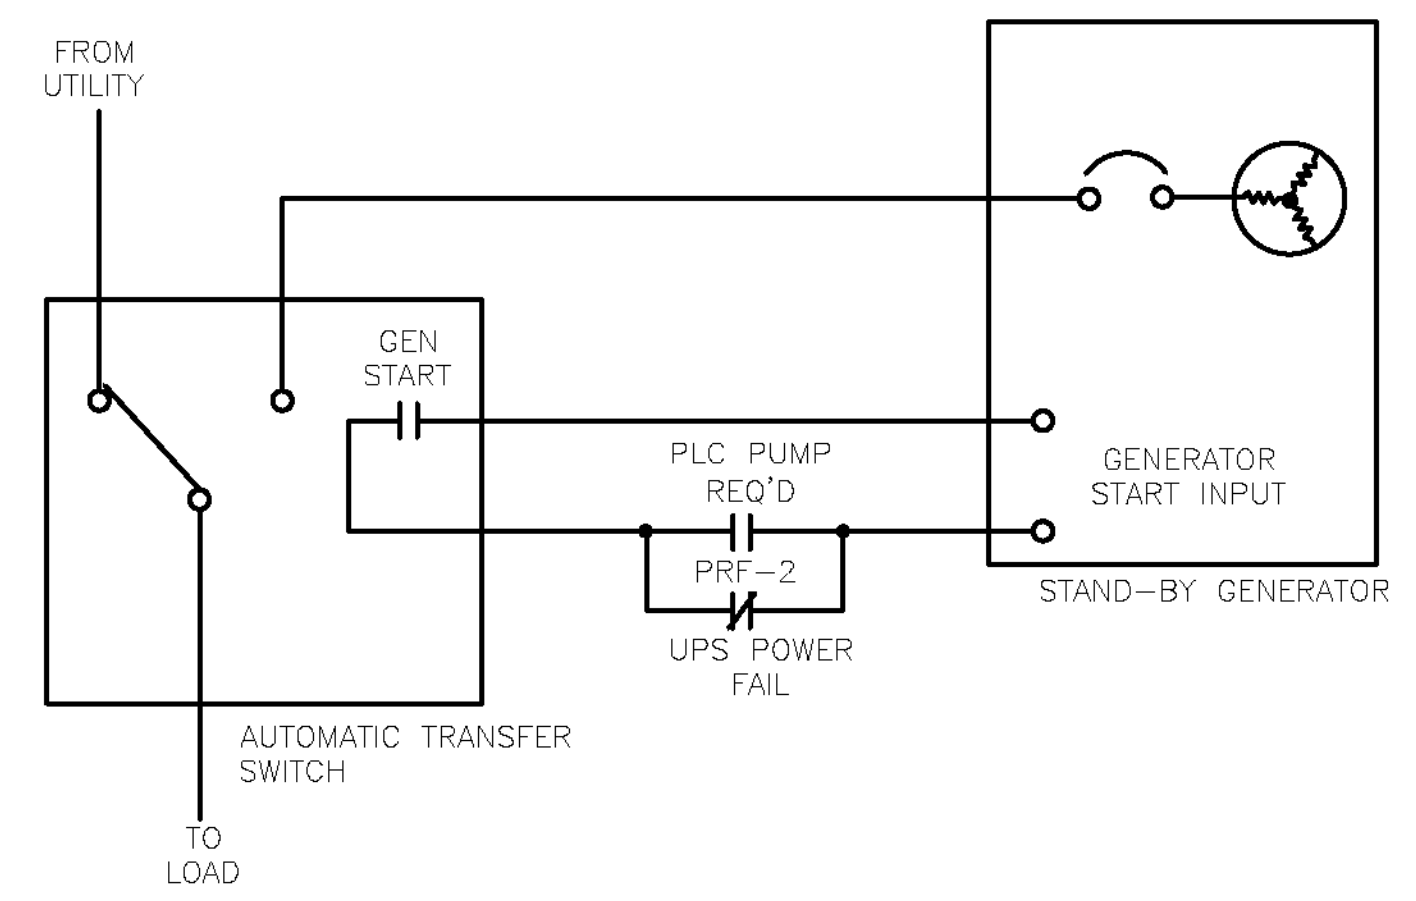 FROM
UTILITY
GEN
START
PLC PUMP
REQ'D
PRF-2
UPS POWER
FAIL
GENERATOR
START INPUT
STAND-BY GENERATOR
AUTOMATIC TRANSFER
SWITCH
TO
LOAD